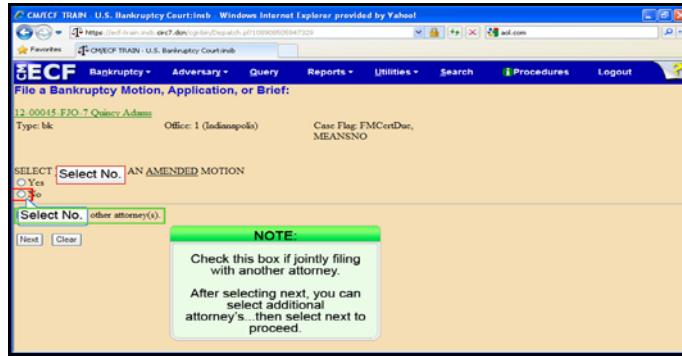 CM/ECF TRAIN - U.S. Bankruptcy Court:insb - Windows Internet Explorer provided by Yahoo!
aol.com
Favorites CM/ECF TRAIN - U.S. Bankruptcy Court:insb
ECF Bankruptcy Adversary Query Reports Utilities Search Procedures Logout ?
File a Bankruptcy Motion, Application, or Brief:
12-00045-FJO-7 Quincy Adams
Type: bk Office: 1 (Indianapolis) Case Flag: FMCertDue,
MEANSNO
SELECT Select No. AN AMENDED MOTION
Yes
No
Select No. other attorney(s).
Next Clear
NOTE:
Check this box if jointly filing
with another attorney.
After selecting next, you can
select additional
attorney's...then select next to
proceed.